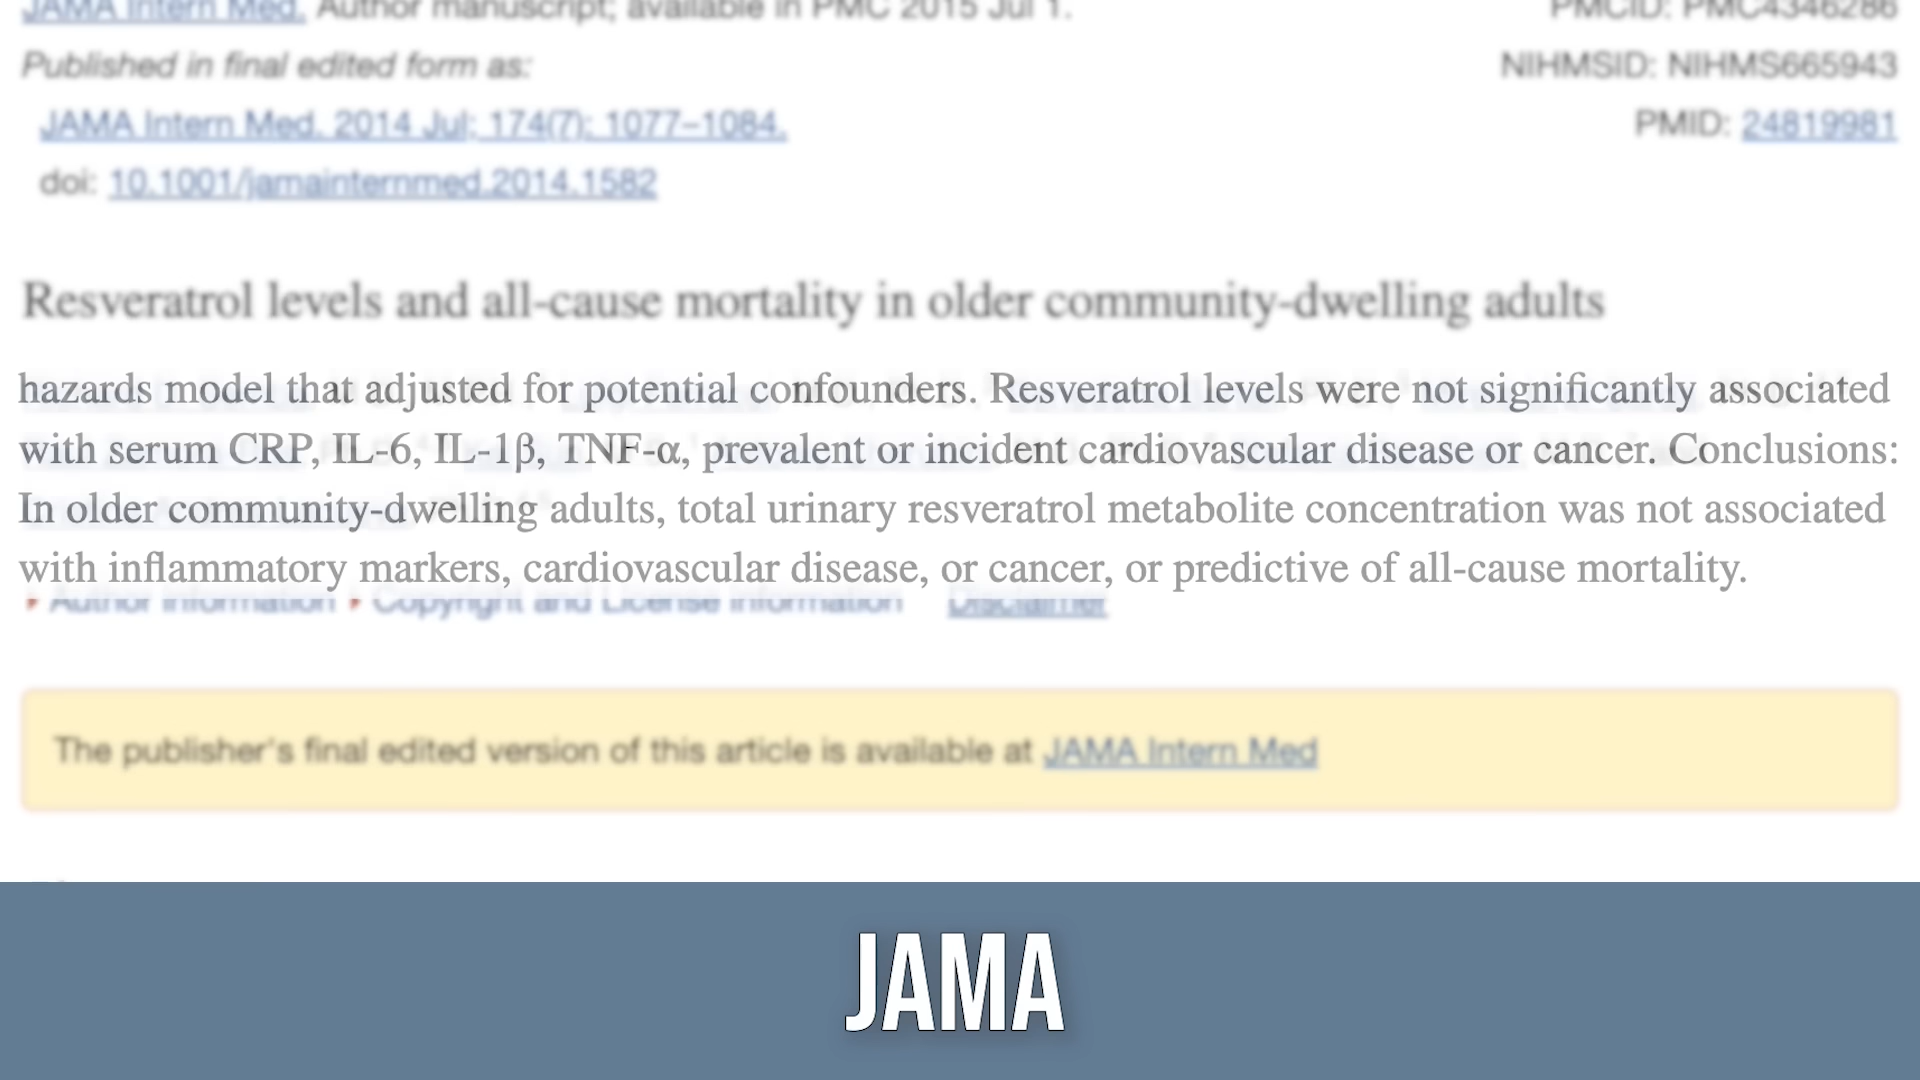 JAMA Intern Med. Author manuscript; available in PMC 2015 Jul 1.
PMCID: PMC4346286
Published in final edited form as:
NIHMSID: NIHMS665943
JAMA Intern Med. 2014 Jul; 174(7): 1077–1084.
PMID: 24819981
doi: 10.1001/jamainternmed.2014.1582
Resveratrol levels and all-cause mortality in older community-dwelling adults
hazards model that adjusted for potential confounders. Resveratrol levels were not significantly associated
with serum CRP, IL-6, IL-1β, TNF-α, prevalent or incident cardiovascular disease or cancer. Conclusions:
In older community-dwelling adults, total urinary resveratrol metabolite concentration was not associated
with inflammatory markers, cardiovascular disease, or cancer, or predictive of all-cause mortality.
Author information Copyright and License information Disclaimer
The publisher's final edited version of this article is available at JAMA Intern Med
JAMA